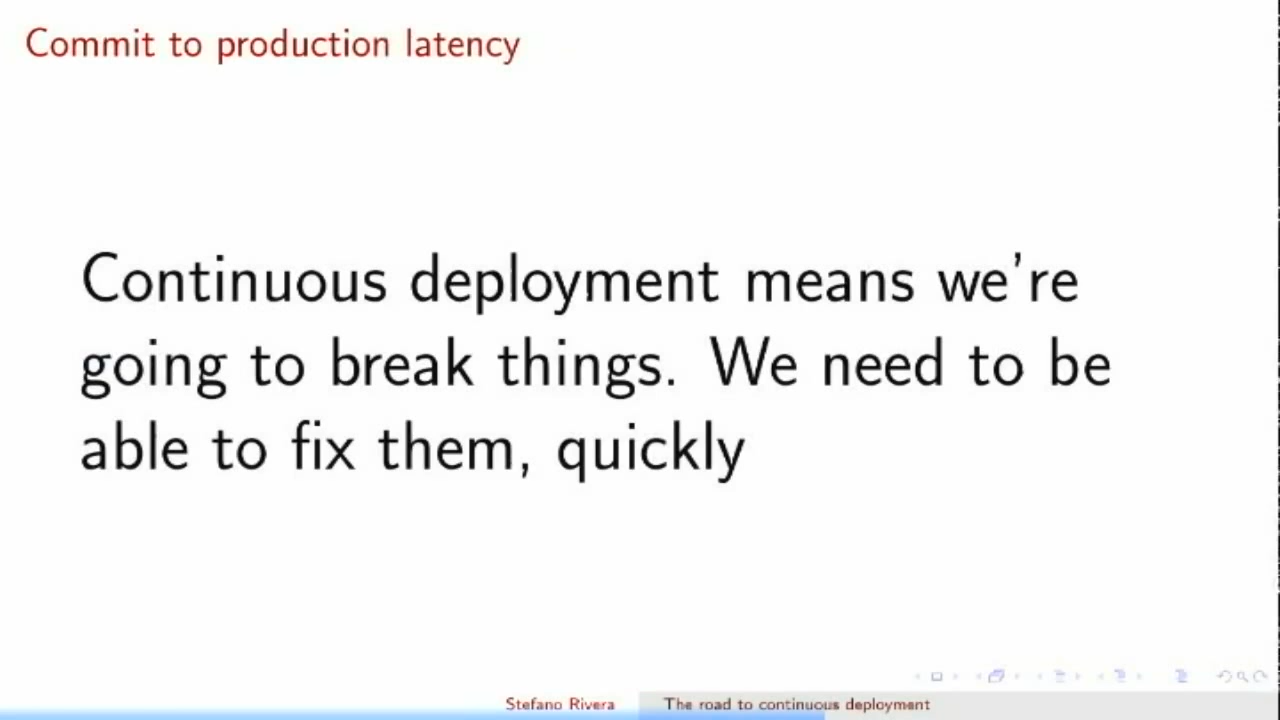 Commit to production latency
Continuous deployment means we're
going to break things. We need to be
able to fix them, quickly
Stefano Rivera
The road to continuous deployment